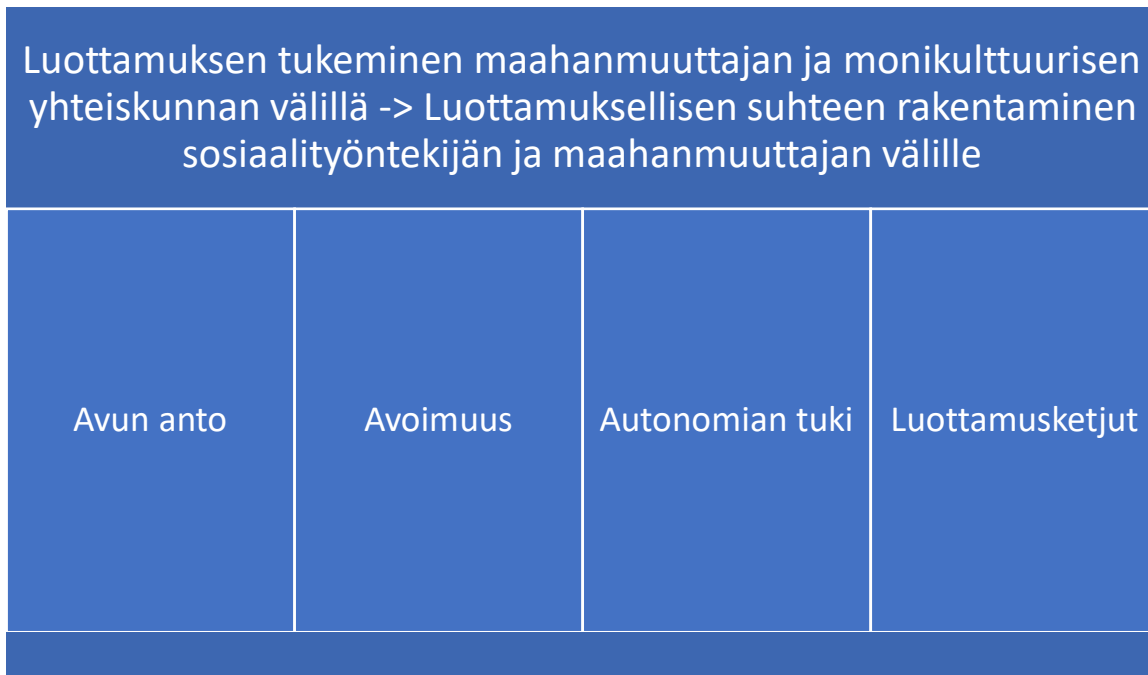 Luottamuksen tukeminen maahanmuuttajan ja monikulttuurisen
yhteiskunnan välillä -> Luottamuksellisen suhteen rakentaminen
sosiaalityöntekijän ja maahanmuuttajan välille
Avun anto
Avoimuus
Autonomian tuki
Luottamusketjut